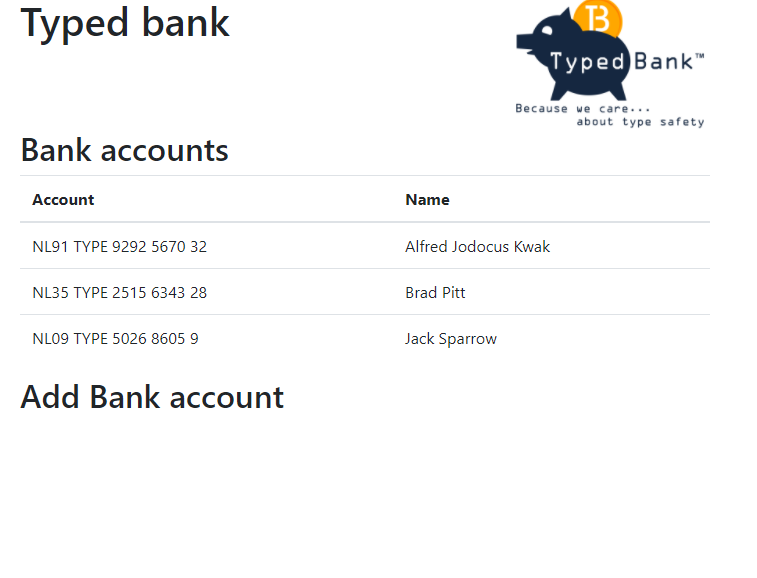 Typed bank
B
TypedBank™
Because we care...
about type safety
Bank accounts
Account Name
NL91 TYPE 9292 5670 32 Alfred Jodocus Kwak
NL35 TYPE 2515 6343 28 Brad Pitt
NL09 TYPE 5026 8605 9 Jack Sparrow
Add Bank account